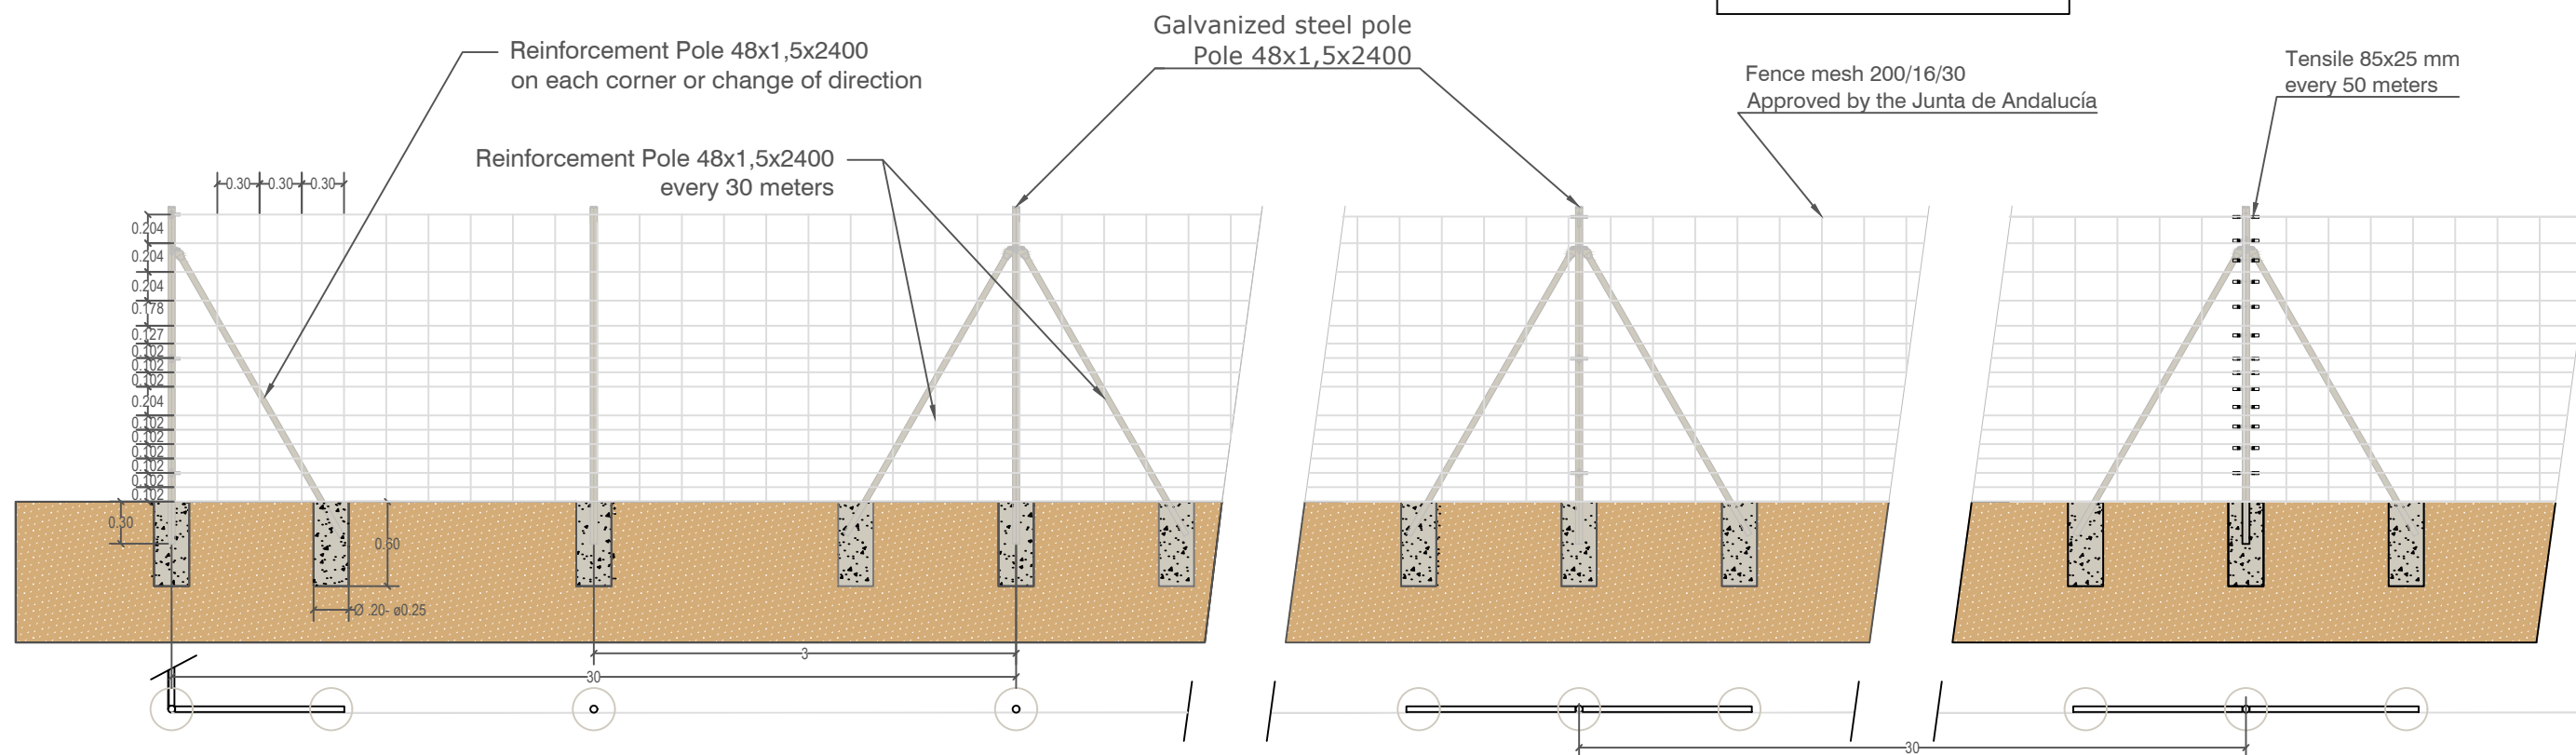 Galvanized steel pole
Pole 48x1,5x2400
Reinforcement Pole 48x1,5x2400
on each corner or change of direction
Fence mesh 200/16/30
Approved by the Junta de Andalucía
Tensile 85x25 mm
every 50 meters
Reinforcement Pole 48x1,5x2400
every 30 meters
0.30 0.30 0.30
0.204
0.204
0.204
0.178
0.127
0.102
0.102
0.102
0.204
0.102
0.102
0.102
0.102
0.102
0.102
0.30
0.60
Ø .20- ø0.25
3
30
30